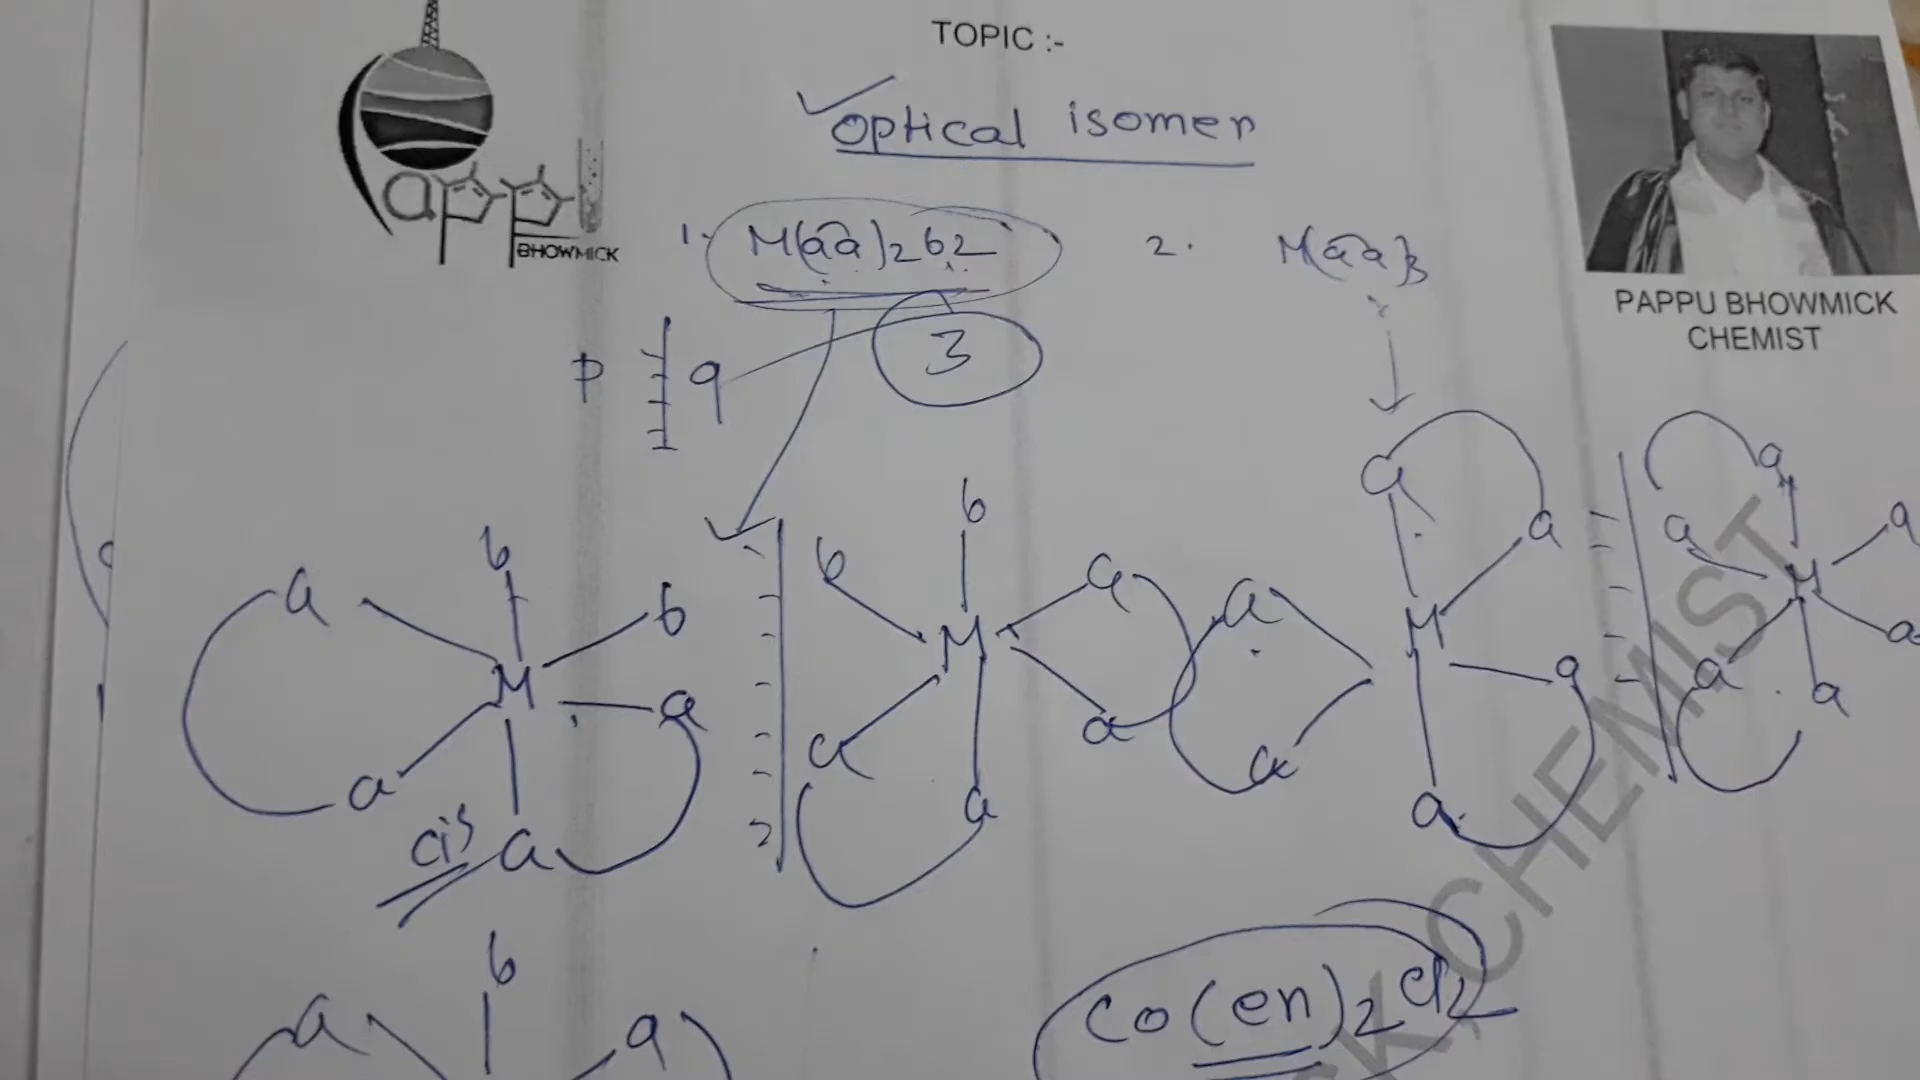 TOPIC :-
optical isomer
BHOWMICK
1. M(aa)2b2
2. M(aa)3
3
P
q
PAPPU BHOWMICK
CHEMIST
b
a
b
M
a
a
a
cis
b
b
a
M
a
a
a
a
a
M
a
a
a
a
a
a
a
M
a
a
a
b
a
a
Co(en)2Cl2
K CHEMIST